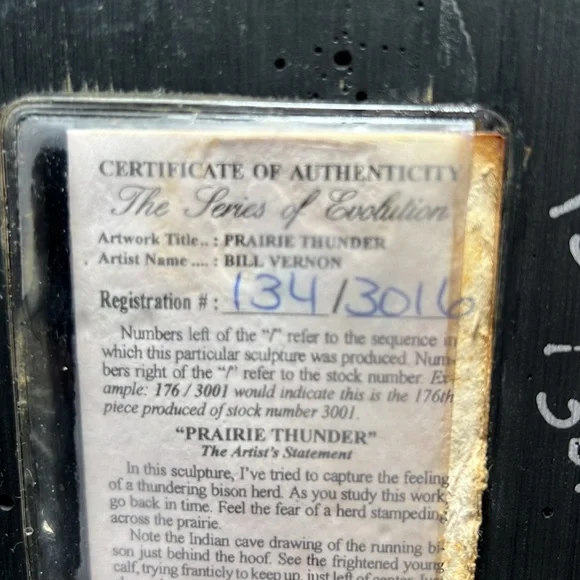 CERTIFICATE OF AUTHENTICITY
The Series of Evolution
Artwork Title.. : PRAIRIE THUNDER
Artist Name .... : BILL VERNON
Registration # : 134/3016
Numbers left of the "/" refer to the sequence in
which this particular sculpture was produced. Num-
bers right of the "/" refer to the stock number. Ex-
ample: 176 / 3001 would indicate this is the 176th
piece produced of stock number 3001.
"PRAIRIE THUNDER"
The Artist's Statement
In this sculpture, I've tried to capture the feeling
of a thundering bison herd. As you study this work,
go back in time. Feel the fear of a herd stampeding
across the prairie.
Note the Indian cave drawing of the running bi-
son just behind the hoof. See the frightened young
calf, trying franticly to keep up, just left of center.